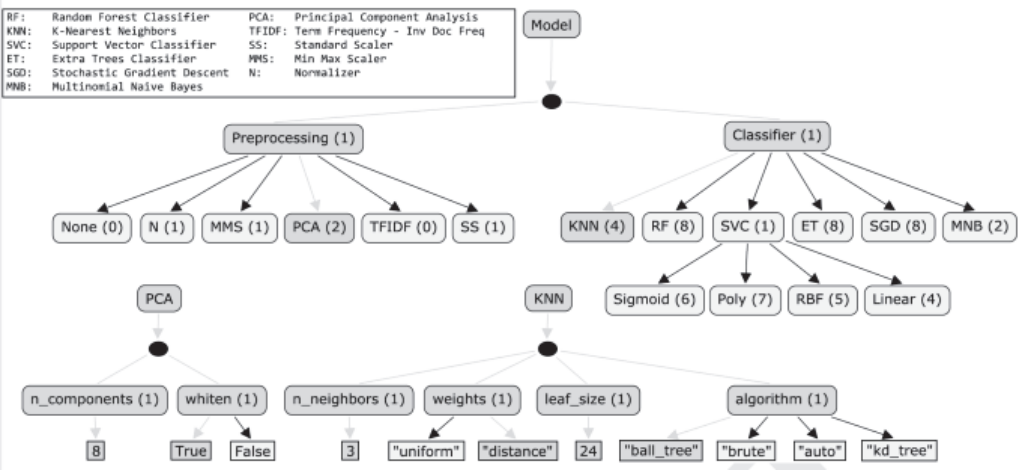 RF: Random Forest Classifier PCA: Principal Component Analysis
KNN: K-Nearest Neighbors TFIDF: Term Frequency - Inv Doc Freq
SVC: Support Vector Classifier SS: Standard Scaler
ET: Extra Trees Classifier MMS: Min Max Scaler
SGD: Stochastic Gradient Descent N: Normalizer
MNB: Multinomial Naive Bayes
Model
Preprocessing (1) Classifier (1)
None (0) N (1) MMS (1) PCA (2) TFIDF (0) SS (1) KNN (4) RF (8) SVC (1) ET (8) SGD (8) MNB (2)
Sigmoid (6) Poly (7) RBF (5) Linear (4)
PCA KNN
n_components (1) whiten (1) n_neighbors (1) weights (1) leaf_size (1) algorithm (1)
8 True False 3 "uniform" "distance" 24 "ball_tree" "brute" "auto" "kd_tree"